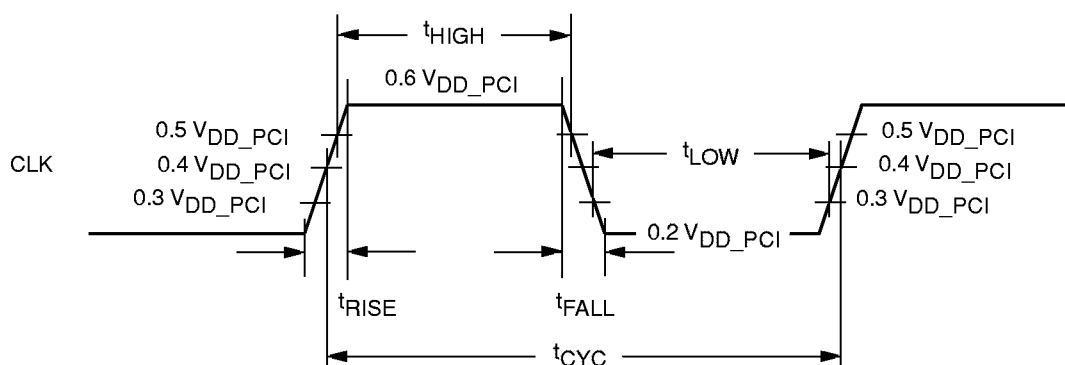 tHIGH
0.6 VDD_PCI
0.5 VDD_PCI
0.5 VDD_PCI
CLK
0.4 VDD_PCI
tLOW
0.4 VDD_PCI
0.3 VDD_PCI
0.3 VDD_PCI
0.2 VDD_PCI
tRISE
tFALL
tCYC